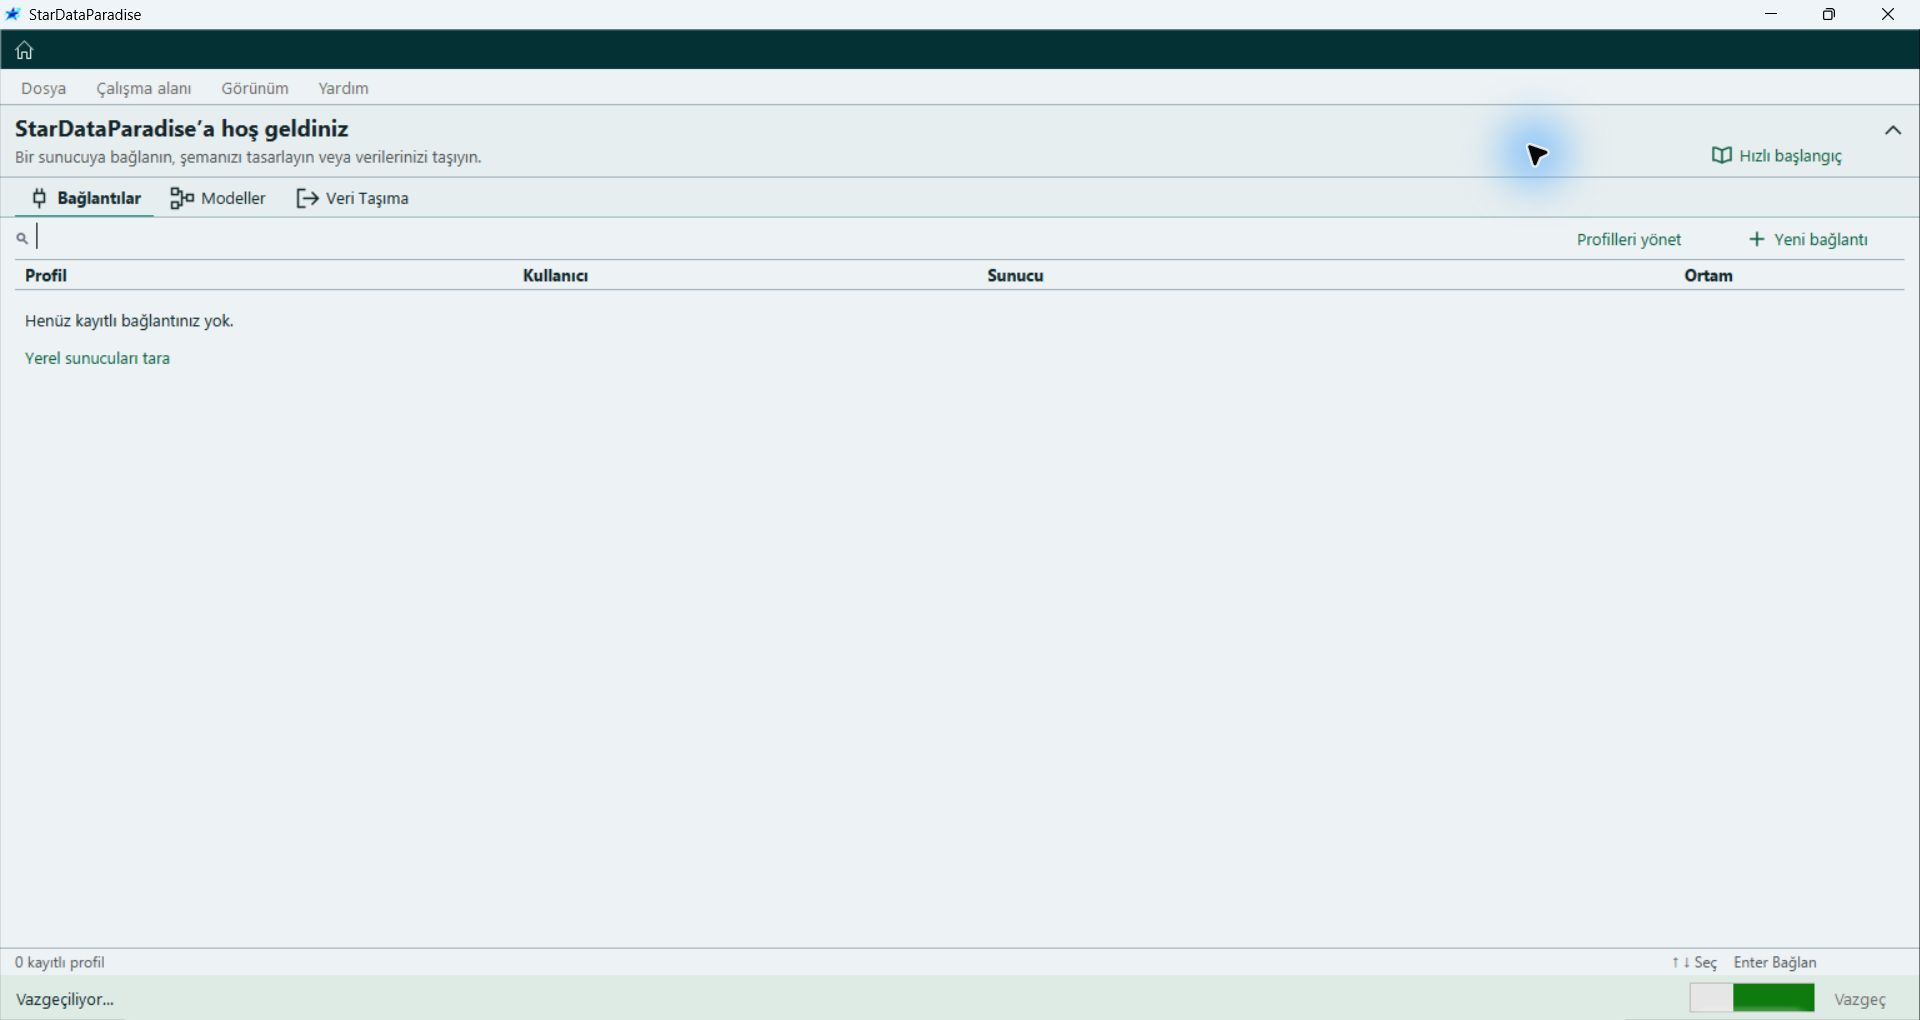 StarDataParadise
Dosya Çalışma alanı Görünüm Yardım
StarDataParadise’a hoş geldiniz
Bir sunucuya bağlanın, şemanızı tasarlayın veya verilerinizi taşıyın.
Hızlı başlangıç
Bağlantılar Modeller Veri Taşıma
Profilleri yönet + Yeni bağlantı
Profil Kullanıcı Sunucu Ortam
Henüz kayıtlı bağlantınız yok.
Yerel sunucuları tara
0 kayıtlı profil ↑↓ Seç Enter Bağlan
Vazgeçiliyor... Vazgeç